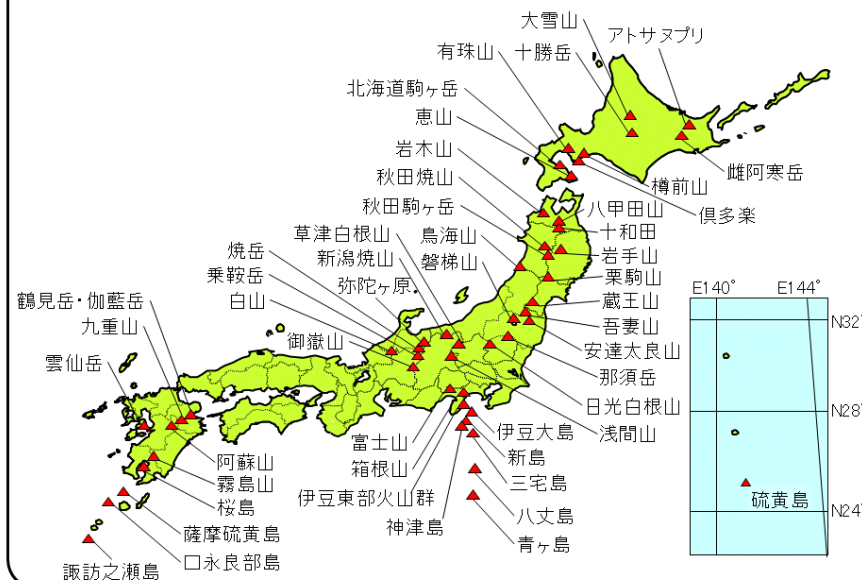 大雪山
アトサヌプリ
有珠山
十勝岳
北海道駒ヶ岳
恵山
岩木山
雌阿寒岳
秋田焼山
樽前山
倶多楽
秋田駒ヶ岳
八甲田山
草津白根山
鳥海山
十和田
焼岳
新潟焼山
磐梯山
岩手山
乗鞍岳
弥陀ヶ原
栗駒山
鶴見岳・伽藍岳
白山
蔵王山
E140°
E144°
九重山
御嶽山
吾妻山
N32°
雲仙岳
安達太良山
那須岳
日光白根山
N28°
富士山
伊豆大島
浅間山
阿蘇山
箱根山
新島
霧島山
伊豆東部火山群
三宅島
硫黄島
桜島
神津島
八丈島
N24°
薩摩硫黄島
青ヶ島
口永良部島
諏訪之瀬島